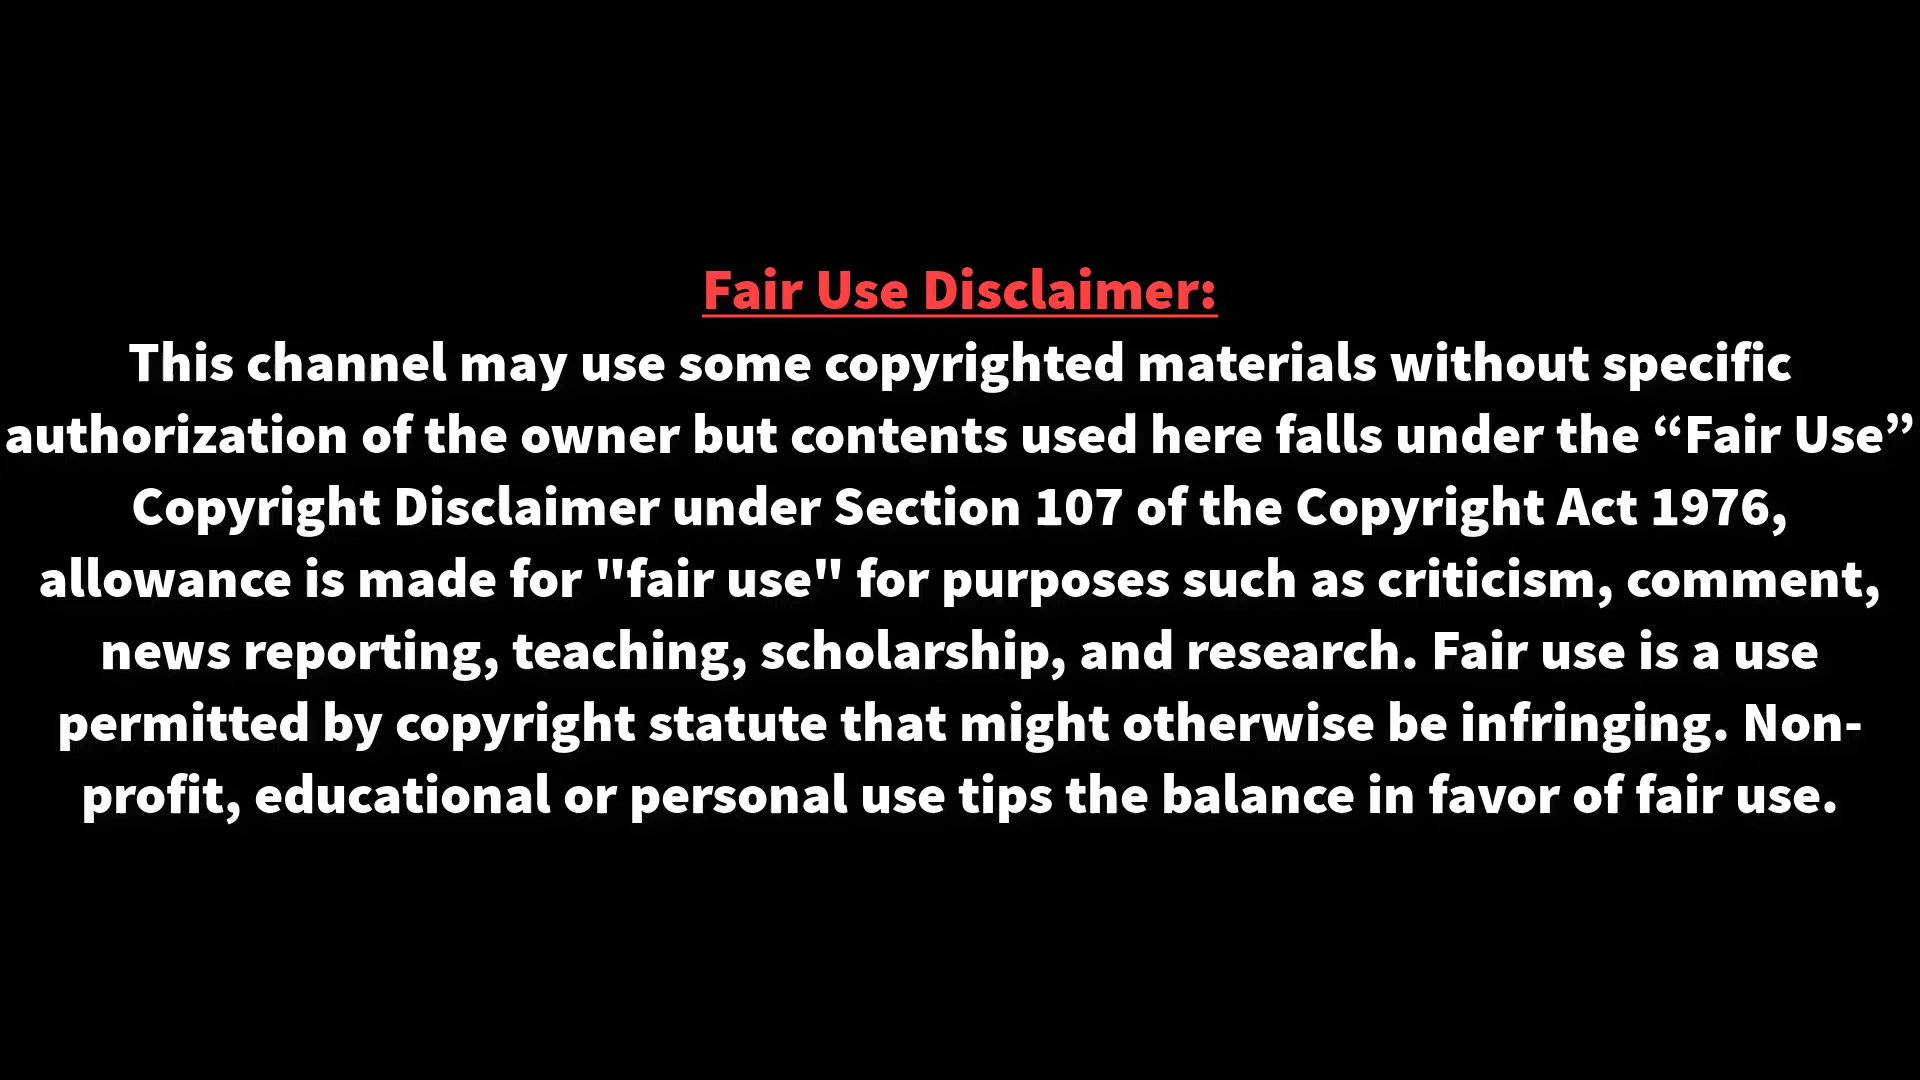 Fair Use Disclaimer:
This channel may use some copyrighted materials without specific
authorization of the owner but contents used here falls under the “Fair Use”
Copyright Disclaimer under Section 107 of the Copyright Act 1976,
allowance is made for "fair use" for purposes such as criticism, comment,
news reporting, teaching, scholarship, and research. Fair use is a use
permitted by copyright statute that might otherwise be infringing. Non-
profit, educational or personal use tips the balance in favor of fair use.